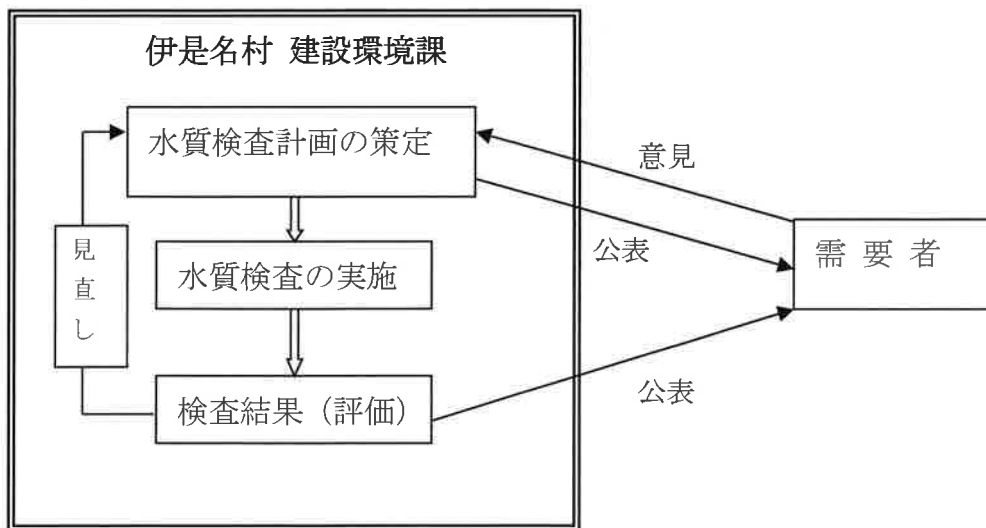 伊是名村 建設環境課
水質検査計画の策定
意見
公表
需要者
見直し
水質検査の実施
検査結果（評価）
公表